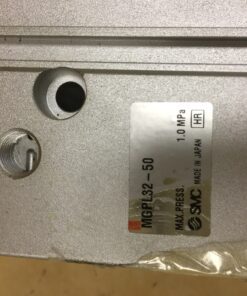 MGPL32-50
MAX.PRESS. 1.0 MPa
SMC MADE IN JAPAN HR